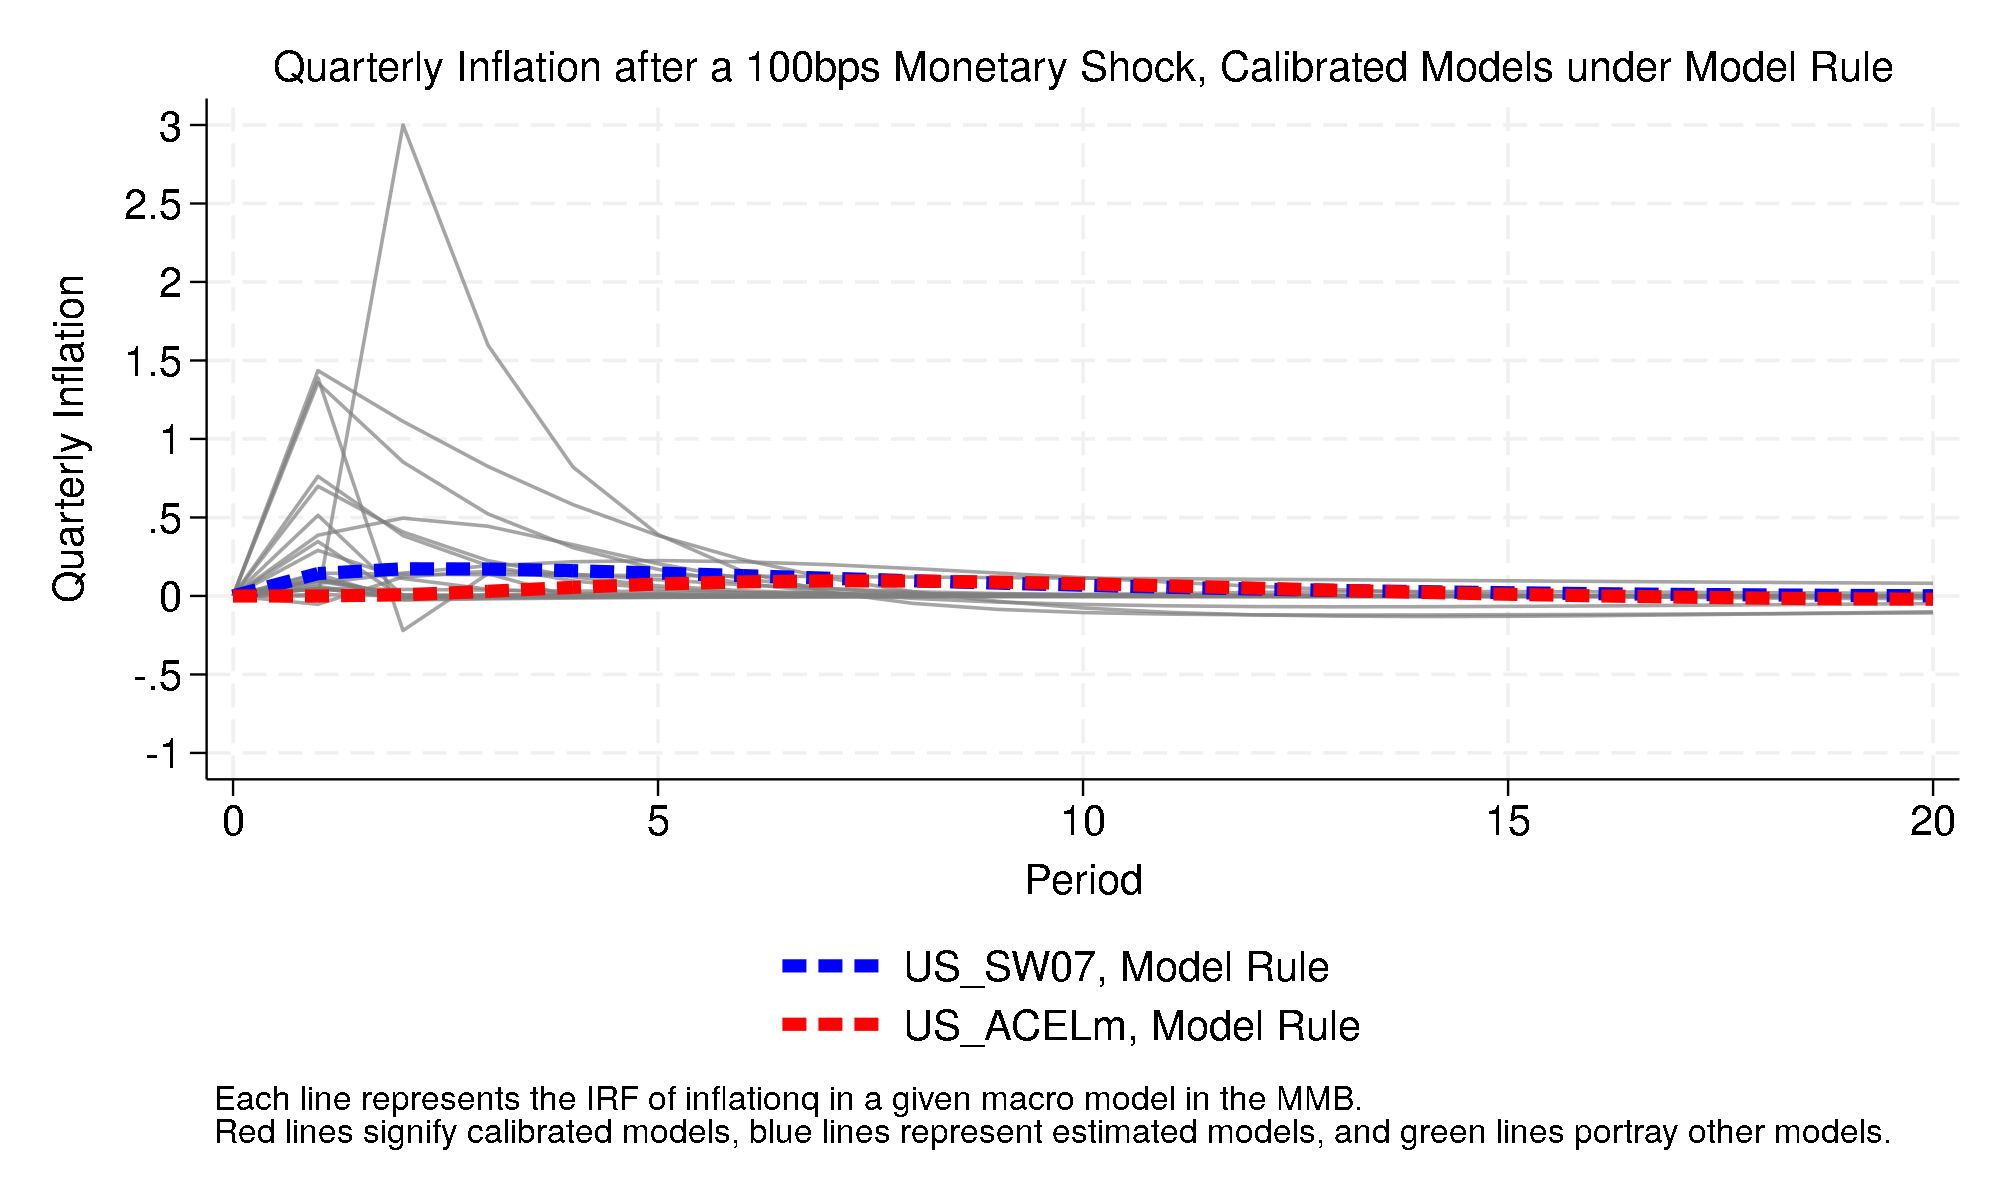 Quarterly Inflation after a 100bps Monetary Shock, Calibrated Models under Model Rule
Quarterly Inflation
3
2.5
2
1.5
1
.5
0
-.5
-1
0 5 10 15 20
Period
US_SW07, Model Rule
US_ACELm, Model Rule
Each line represents the IRF of inflationq in a given macro model in the MMB.
Red lines signify calibrated models, blue lines represent estimated models, and green lines portray other models.